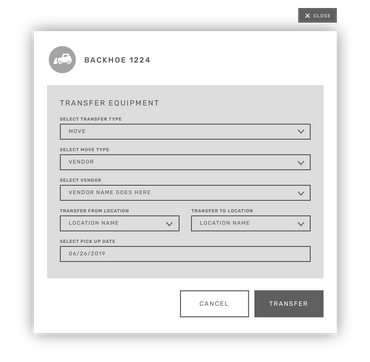 CLOSE
BACKHOE 1224
TRANSFER EQUIPMENT
SELECT TRANSFER TYPE
MOVE
SELECT MOVE TYPE
VENDOR
SELECT VENDOR
VENDOR NAME GOES HERE
TRANSFER FROM LOCATION TRANSFER TO LOCATION
LOCATION NAME LOCATION NAME
SELECT PICK UP DATE
06/26/2019
CANCEL TRANSFER